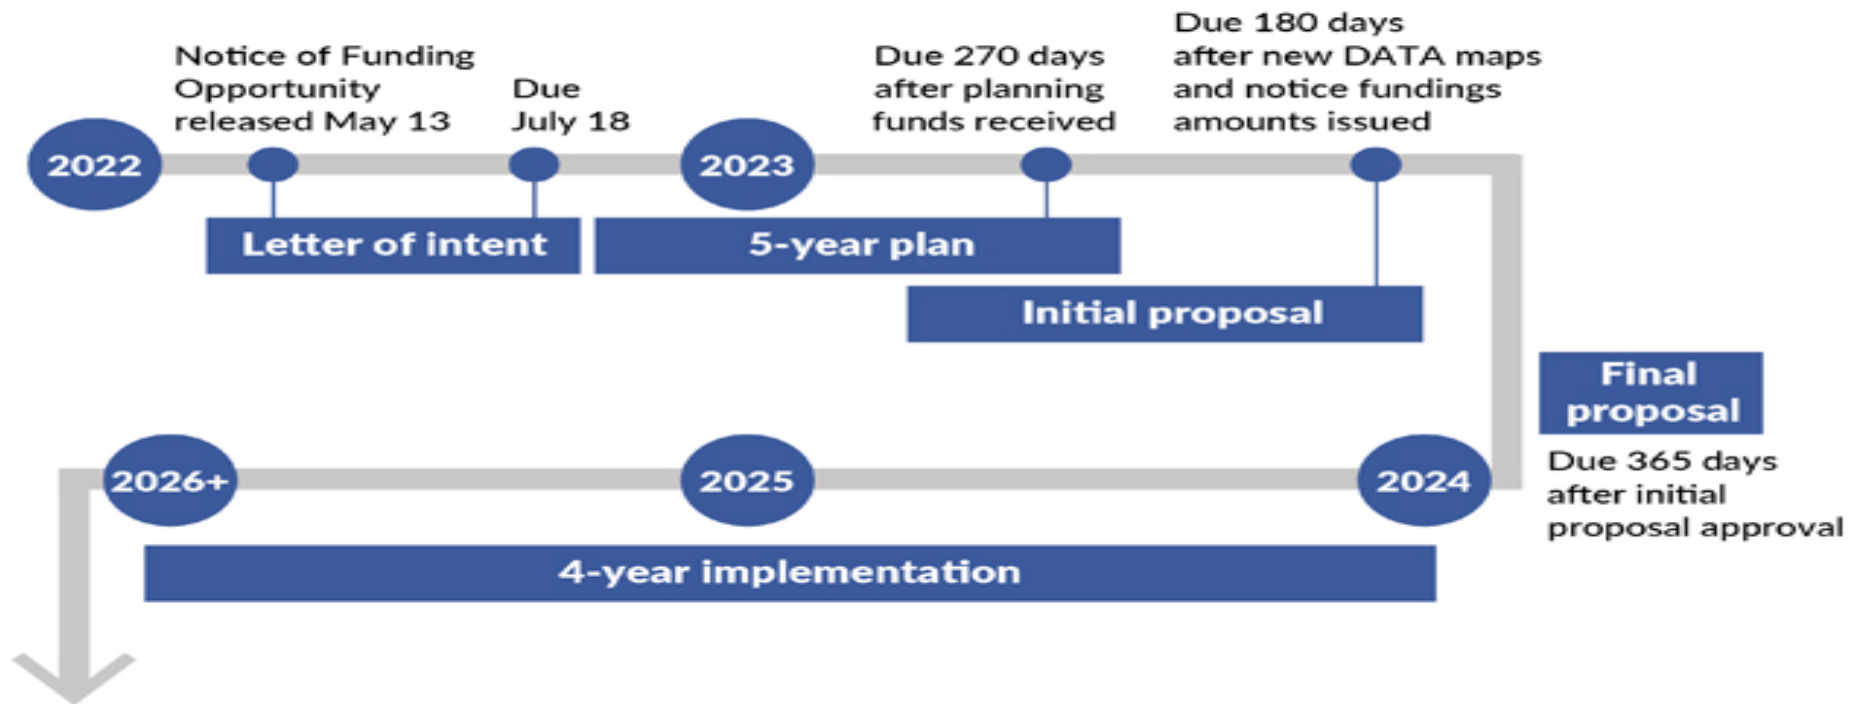 Notice of Funding
Opportunity
released May 13
Due
July 18
Due 270 days
after planning
funds received
Due 180 days
after new DATA maps
and notice fundings
amounts issued
2022
2023
Letter of intent
5-year plan
Initial proposal
Final
proposal
Due 365 days
after initial
proposal approval
2026+
2025
2024
4-year implementation